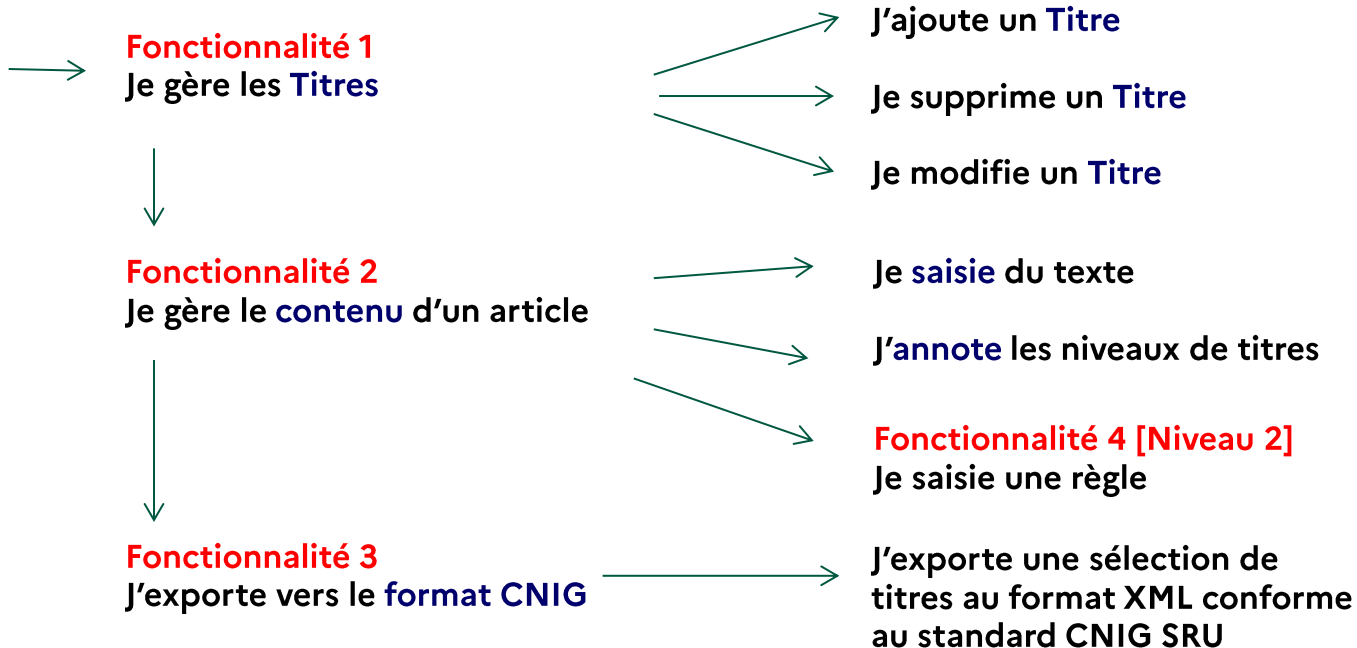 Fonctionnalité 1
Je gère les Titres
J’ajoute un Titre
Je supprime un Titre
Je modifie un Titre
Fonctionnalité 2
Je gère le contenu d’un article
Je saisie du texte
J’annote les niveaux de titres
Fonctionnalité 4 [Niveau 2]
Je saisie une règle
Fonctionnalité 3
J’exporte vers le format CNIG
J’exporte une sélection de
titres au format XML conforme
au standard CNIG SRU